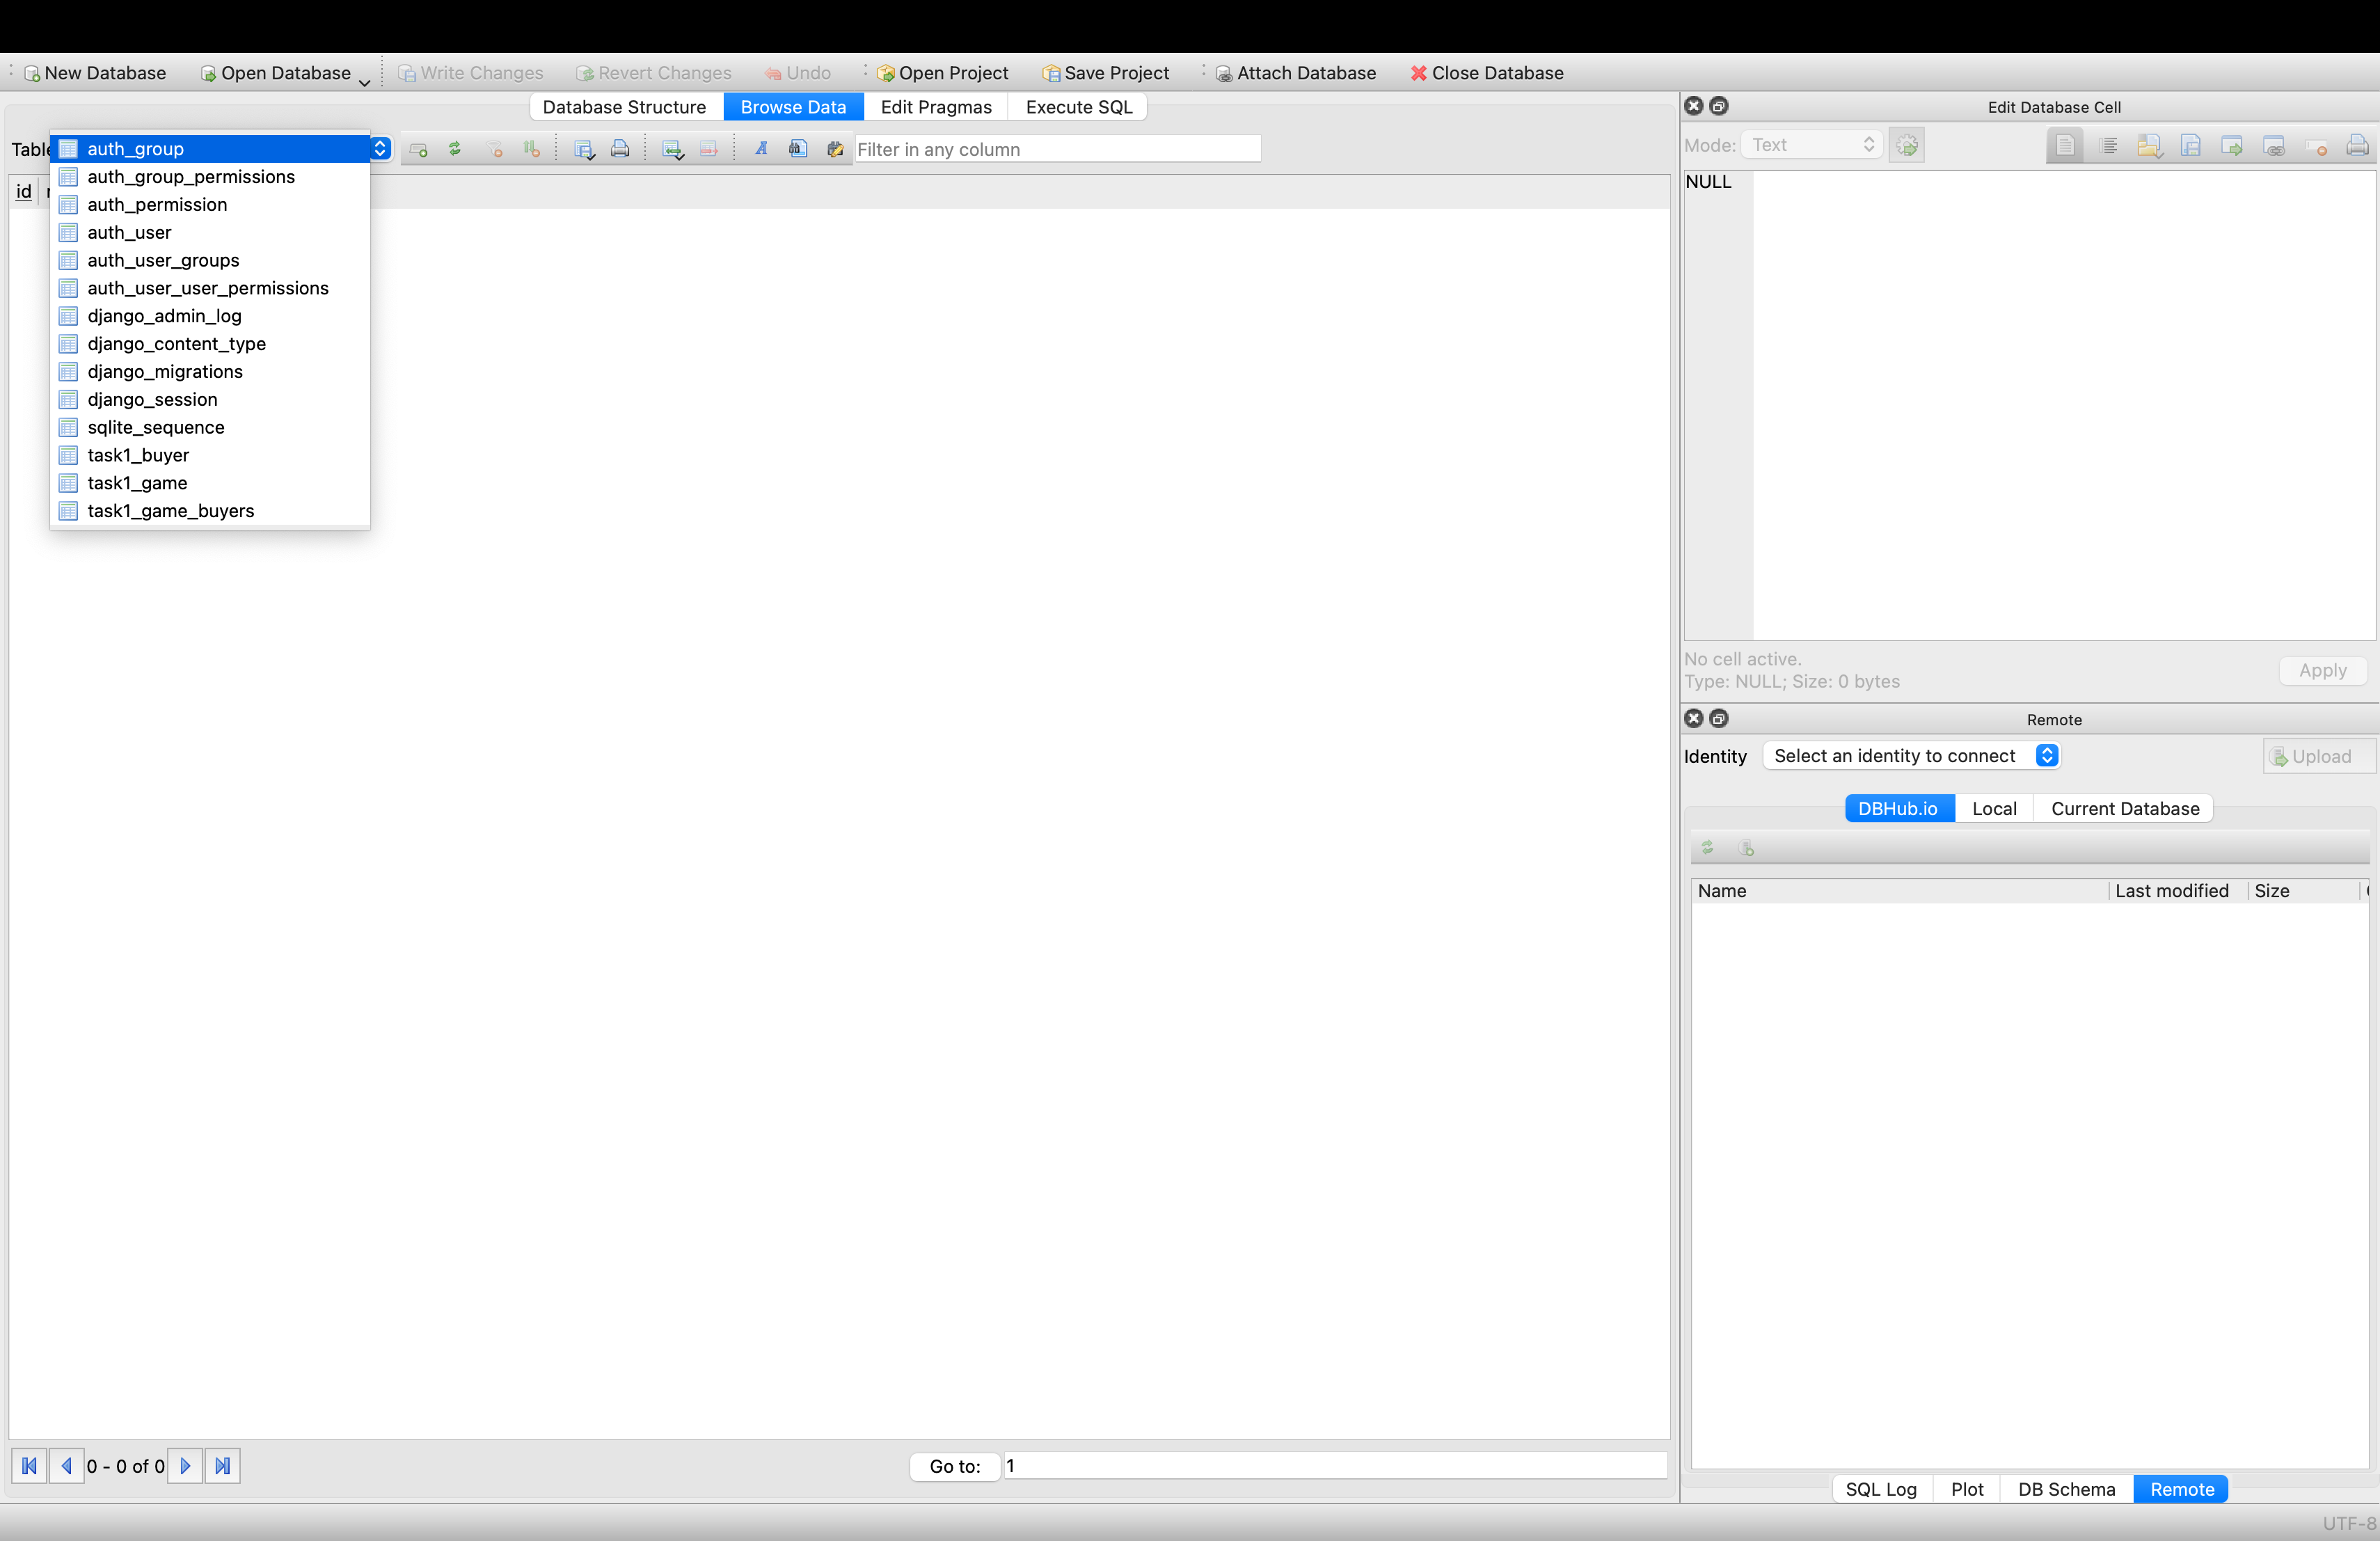 New Database Open Database Write Changes Revert Changes Undo Open Project Save Project Attach Database Close Database
Database Structure Browse Data Edit Pragmas Execute SQL
Table
auth_group
auth_group_permissions
auth_permission
auth_user
auth_user_groups
auth_user_user_permissions
django_admin_log
django_content_type
django_migrations
django_session
sqlite_sequence
task1_buyer
task1_game
task1_game_buyers
Filter in any column
id
0 - 0 of 0
Go to: 1
Edit Database Cell
Mode: Text
NULL
No cell active.
Type: NULL; Size: 0 bytes
Apply
Remote
Identity Select an identity to connect Upload
DBHub.io Local Current Database
Name Last modified Size
SQL Log Plot DB Schema Remote
UTF-8